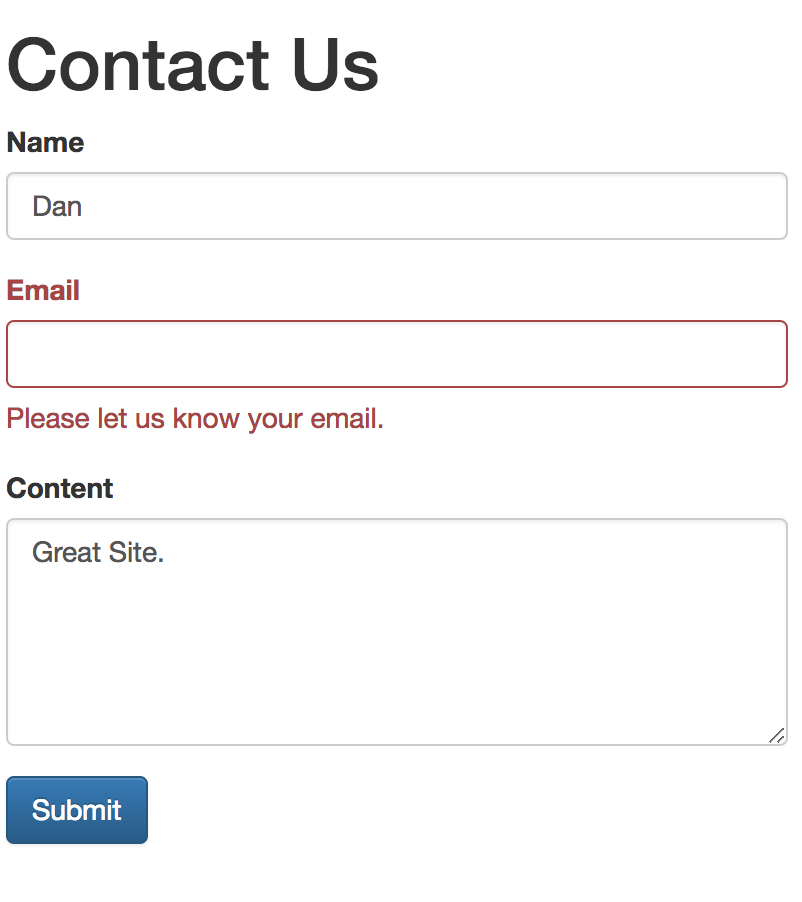 Contact Us
Name
Dan
Email
Please let us know your email.
Content
Great Site.
Submit